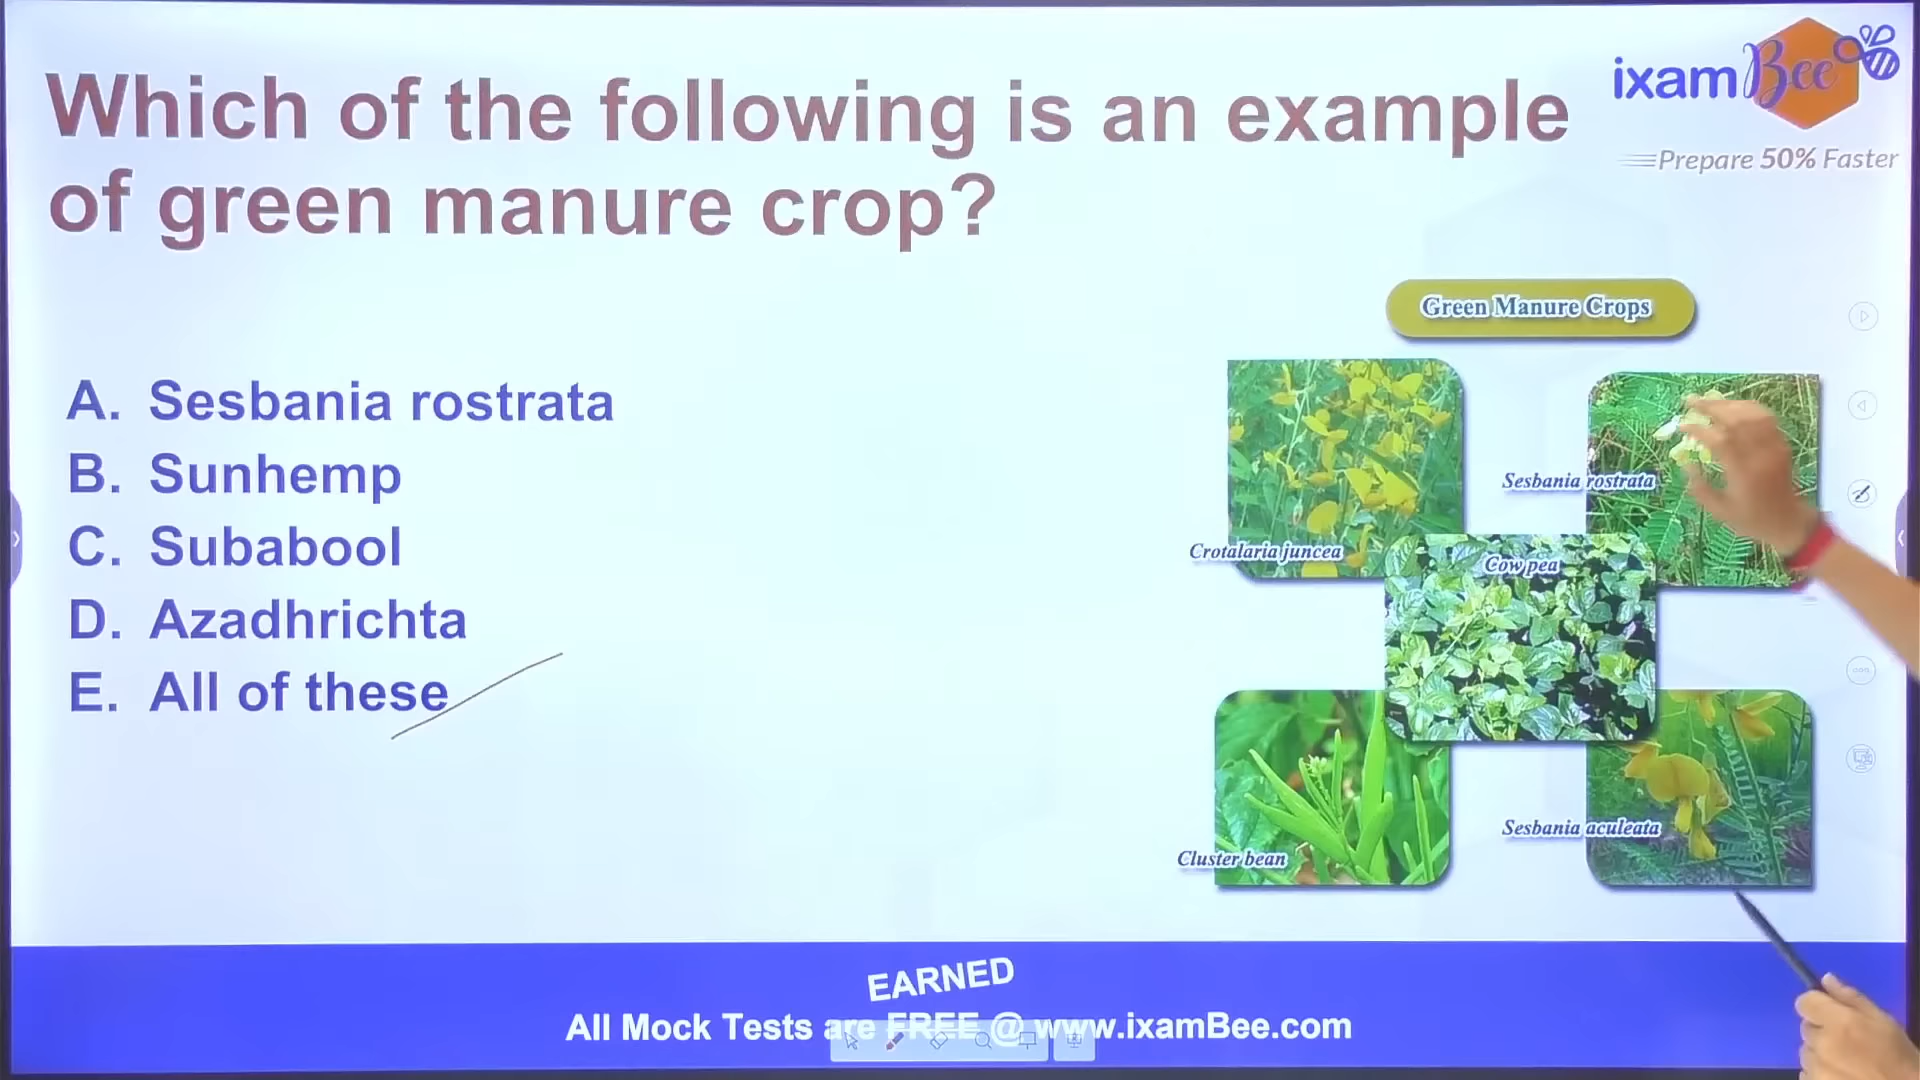 Which of the following is an example
of green manure crop?
ixamBee
Prepare 50% Faster
Green Manure Crops
A. Sesbania rostrata
B. Sunhemp
C. Subabool
D. Azadhrichta
E. All of these
Crotalaria juncea
Sesbania rostrata
Cow pea
Cluster bean
Sesbania aculeata
EARNED
All Mock Tests are FREE @ www.ixamBee.com